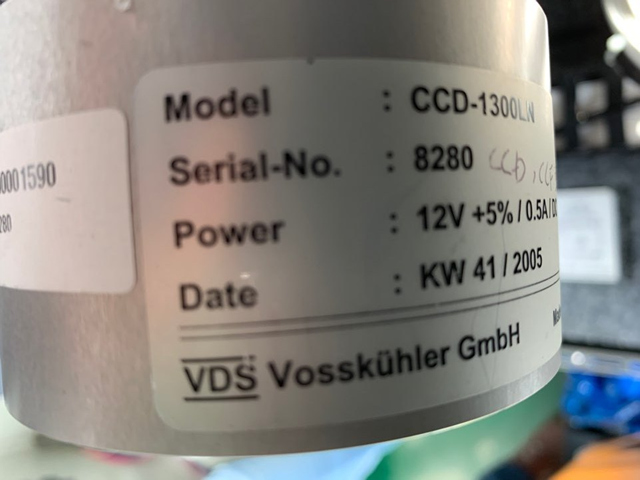 Model : CCD-1300LN
Serial-No. : 8280
Power : 12V +5% / 0.5A /
Date : KW 41 / 2005
VDS Vosskühler GmbH
0001590
280